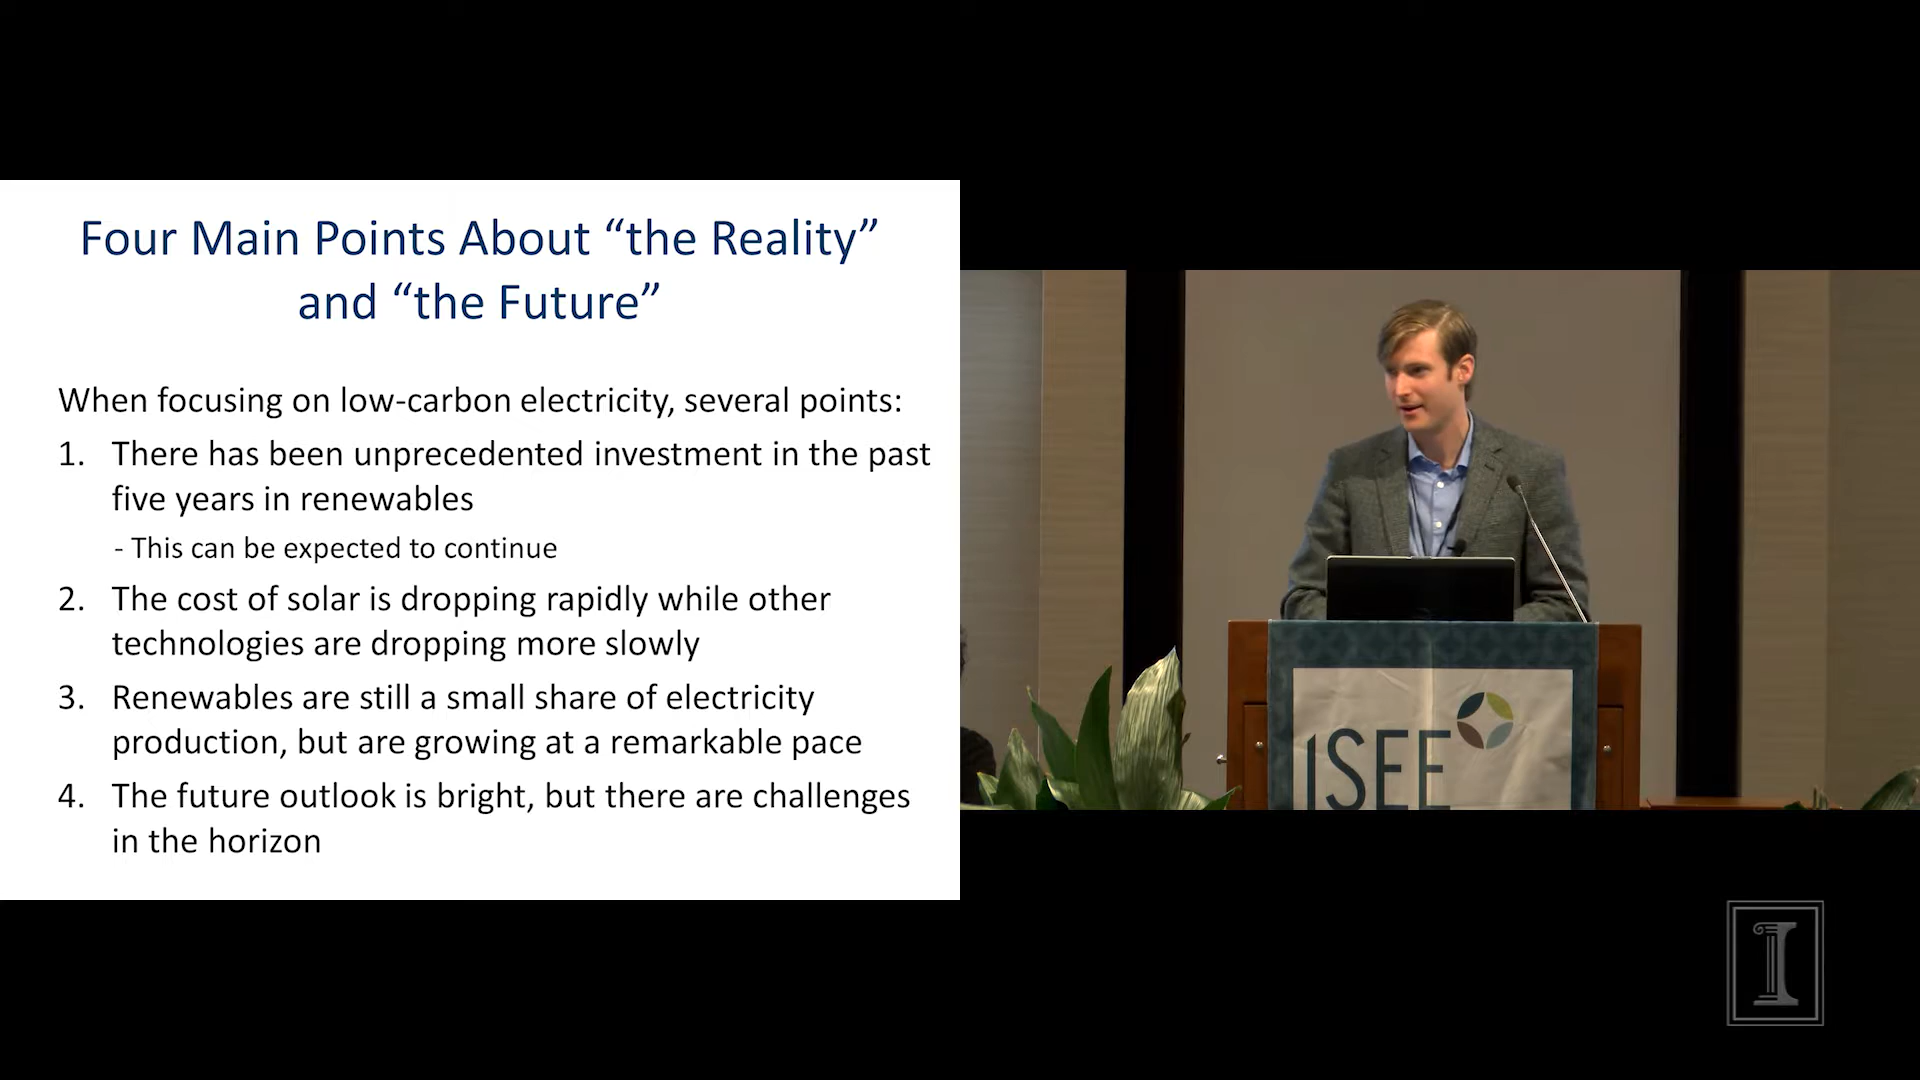 Four Main Points About “the Reality”
and “the Future”
When focusing on low-carbon electricity, several points:
1. There has been unprecedented investment in the past
five years in renewables
- This can be expected to continue
2. The cost of solar is dropping rapidly while other
technologies are dropping more slowly
3. Renewables are still a small share of electricity
production, but are growing at a remarkable pace
4. The future outlook is bright, but there are challenges
in the horizon
iSEE
I